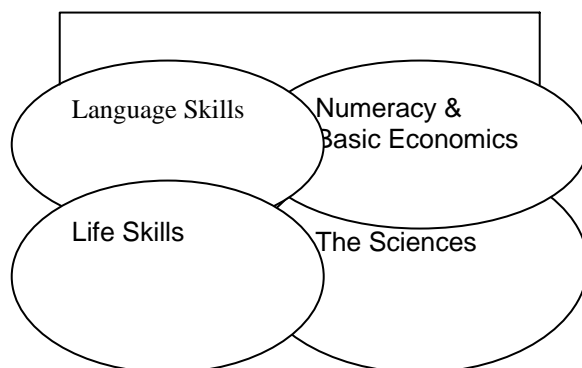 Language Skills
Numeracy &
Basic Economics
Life Skills
The Sciences